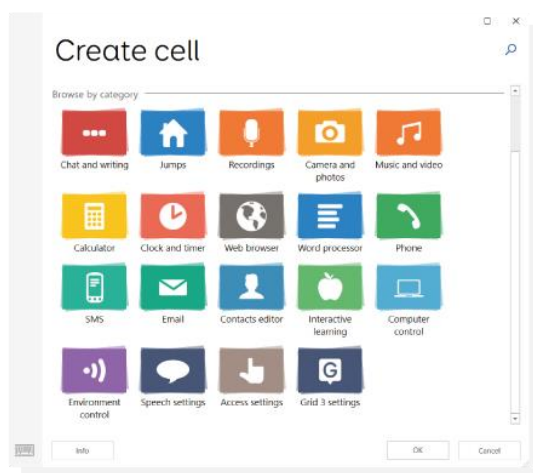 Create cell
Browse by category
Chat and writing
Jumps
Recordings
Camera and
photos
Music and video
Calculator
Clock and timer
Web browser
Word processor
Phone
SMS
Email
Contacts editor
Interactive
learning
Computer
control
Environment
control
Speech settings
Access settings
G
Grid 3 settings
Info
OK
Cancel